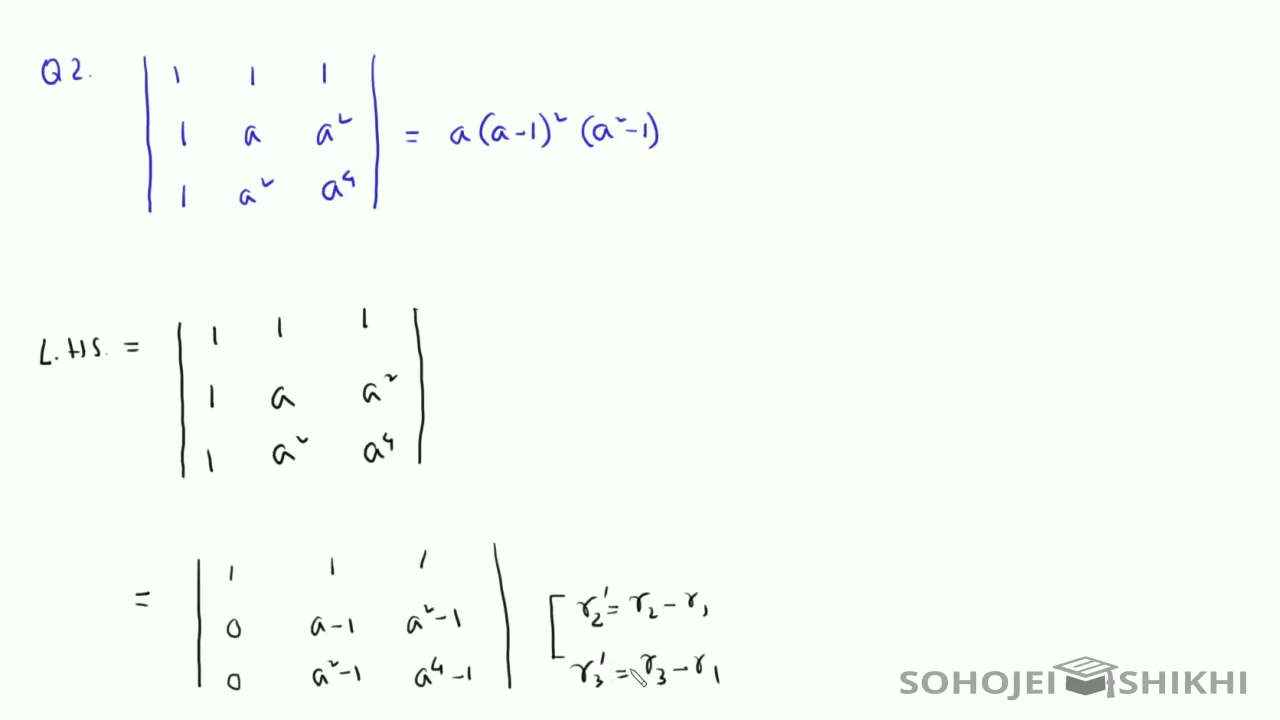 Q2. | 1 1 1 |
| 1 a a² | = a(a-1)² (a²-1)
| 1 a² a⁴ |
L.H.S. = | 1 1 1 |
| 1 a a² |
| 1 a² a⁴ |
= | 1 1 1 |
| 0 a-1 a²-1 | [ r₂' = r₂ - r₁
| 0 a²-1 a⁴-1 | r₃' = r₃ - r₁
SOHOJEI SHIKHI